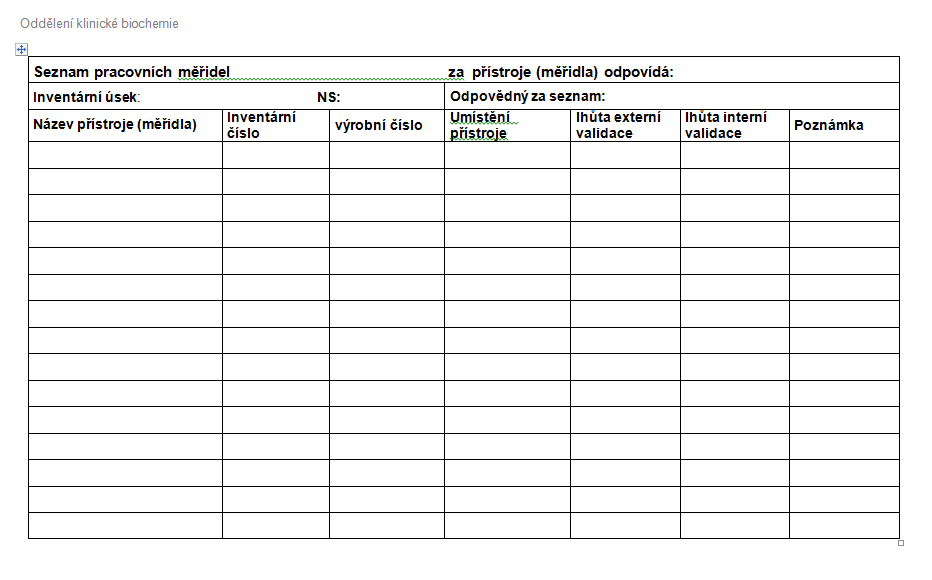 Oddělení klinické biochemie
Seznam pracovních měřidel za přístroje (měřidla) odpovídá:
Inventární úsek: NS: Odpovědný za seznam:
Název přístroje (měřidla) Inventární číslo výrobní číslo Umístění přístroje lhůta externí validace lhůta interní validace Poznámka